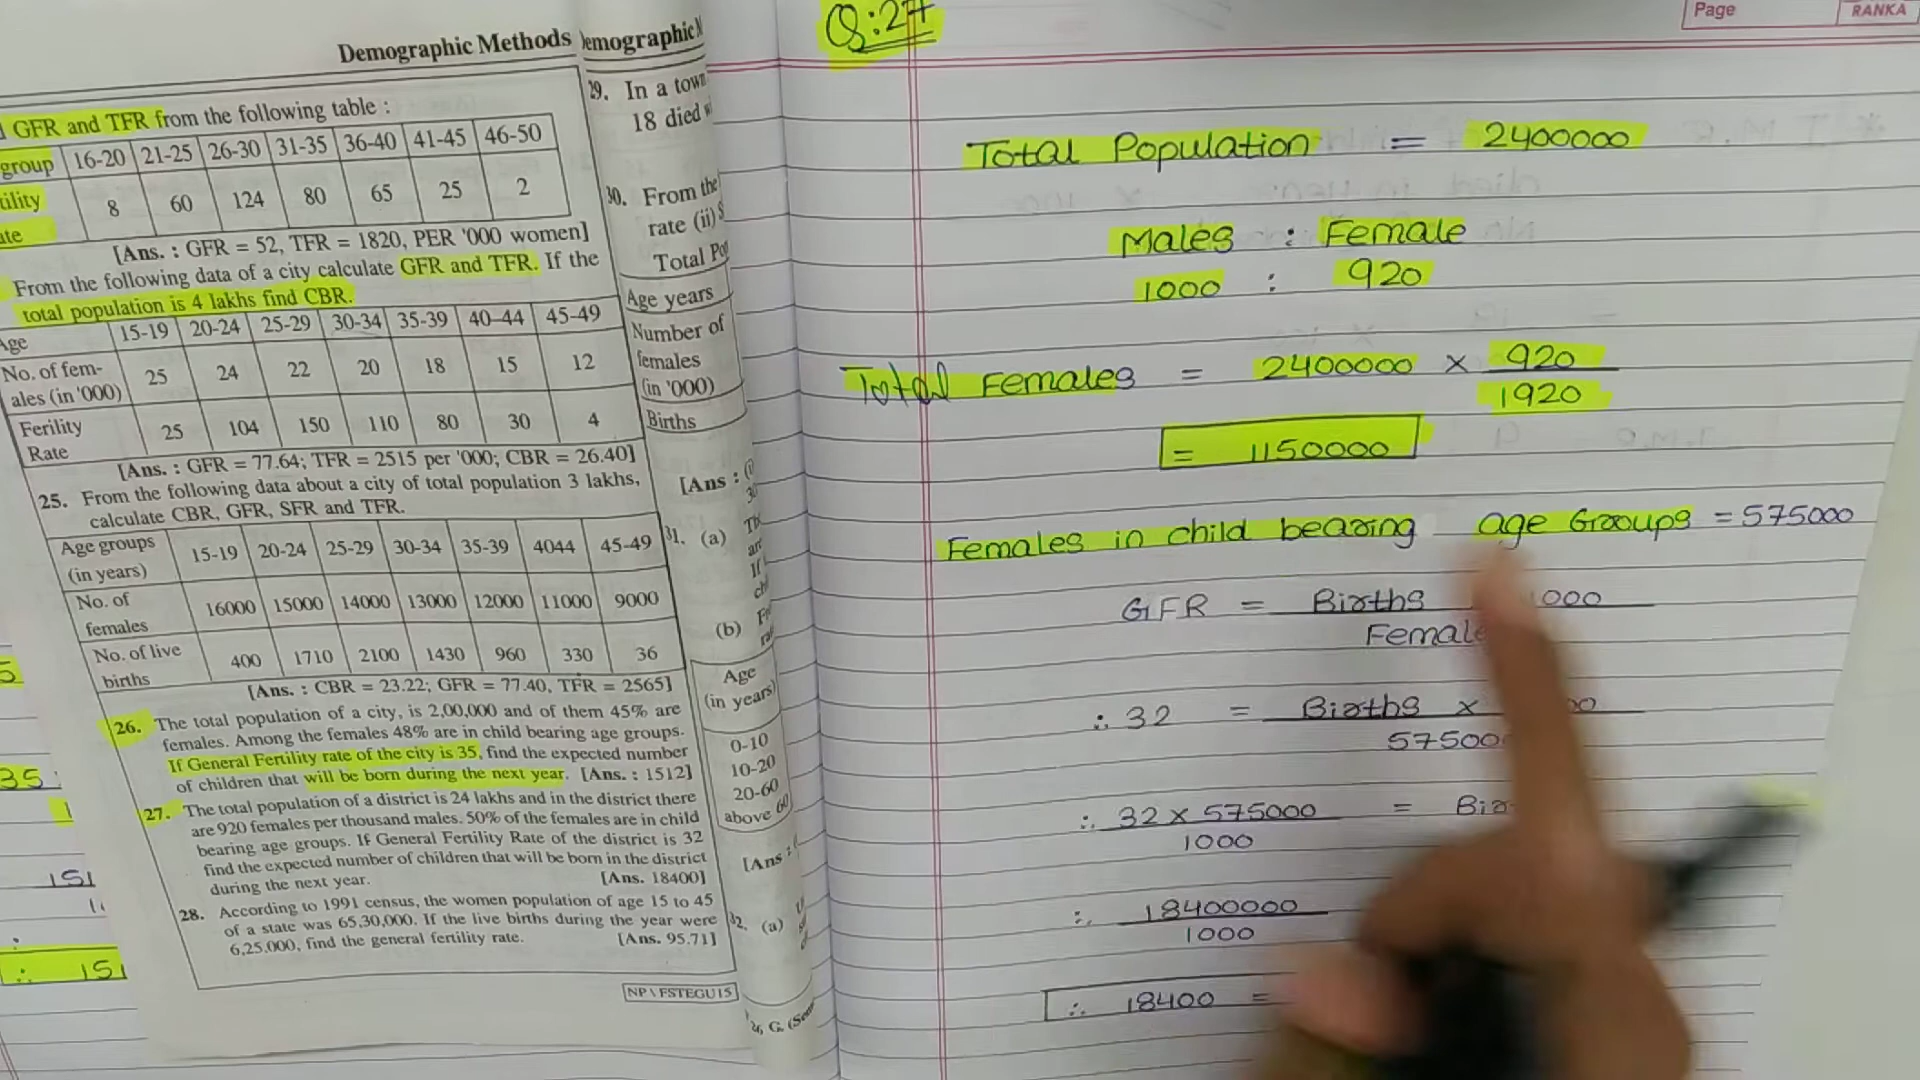 Demographic Methods
GFR and TFR from the following table :
group 16-20 21-25 26-30 31-35 36-40 41-45 46-50
8 60 124 80 65 25 2
[Ans. : GFR = 52, TFR = 1820, PER '000 women]
From the following data of a city calculate GFR and TFR. If the
total population is 4 lakhs find CBR.
Age 15-19 20-24 25-29 30-34 35-39 40-44 45-49
No. of fem-
ales (in '000) 25 24 22 20 18 15 12
Ferility
Rate 25 104 150 110 80 30 4
[Ans. : GFR = 77.64; TFR = 2515 per '000; CBR = 26.40]
25. From the following data about a city of total population 3 lakhs,
calculate CBR, GFR, SFR and TFR.
Age groups
(in years) 15-19 20-24 25-29 30-34 35-39 4044 45-49
No. of
females 16000 15000 14000 13000 12000 11000 9000
No. of live
births 400 1710 2100 1430 960 330 36
[Ans. : CBR = 23.22; GFR = 77.40, TFR = 2565]
26. The total population of a city, is 2,00,000 and of them 45% are
females. Among the females 48% are in child bearing age groups.
If General Fertility rate of the city is 35, find the expected number
of children that will be born during the next year. [Ans. : 1512]
27. The total population of a district is 24 lakhs and in the district there
are 920 females per thousand males. 50% of the females are in child
bearing age groups. If General Fertility Rate of the district is 32
find the expected number of children that will be born in the district
during the next year. [Ans. 18400]
28. According to 1991 census, the women population of age 15 to 45
of a state was 65,30,000. If the live births during the year were
6,25,000, find the general fertility rate. [Ans. 95.71]
NP\FSTEGU15
29. In a town
18 died
30. From the
rate (ii)
Total
Age years
Number of
females
(in '000)
Births
[Ans :
31. (a)
(b)
Age
(in years)
0-10
10-20
20-60
above 60
[Ans :
32. (a)
Page
RANKA
Q:27
Total Population = 2400000
Males : Female
1000 : 920
Total Females = 2400000 × 920
1920
= 1150000
Females in child bearing age Groups = 575000
GFR = Births 1000
Female
∴ 32 = Births ×
575000
∴ 32 × 575000 =
1000
∴ 18400000
1000
∴ 18400 =